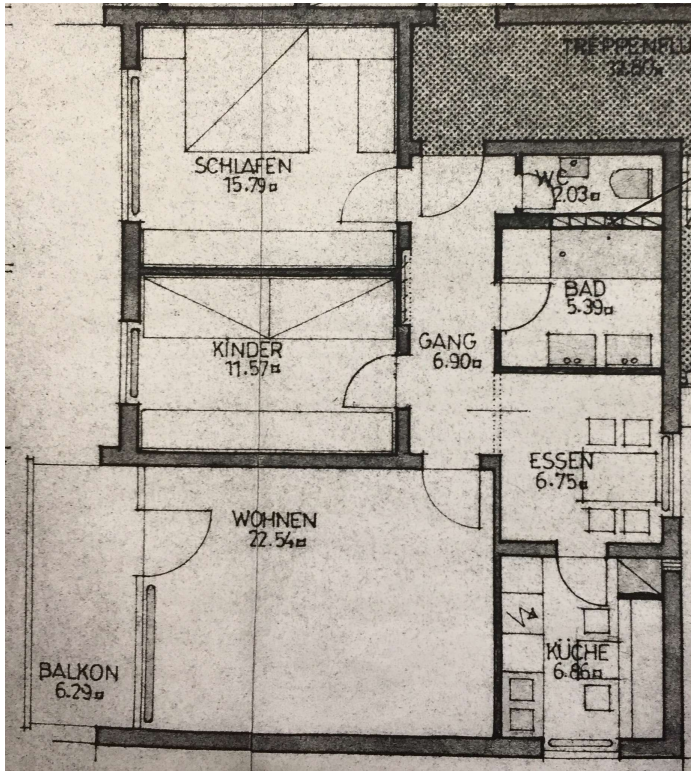 TREPPENFLU
SCHLAFEN
15.79
WC
2.03
BAD
5.39
KINDER
11.57
GANG
6.90
ESSEN
6.75
WOHNEN
22.54
BALKON
6.29
KÜCHE
6.86